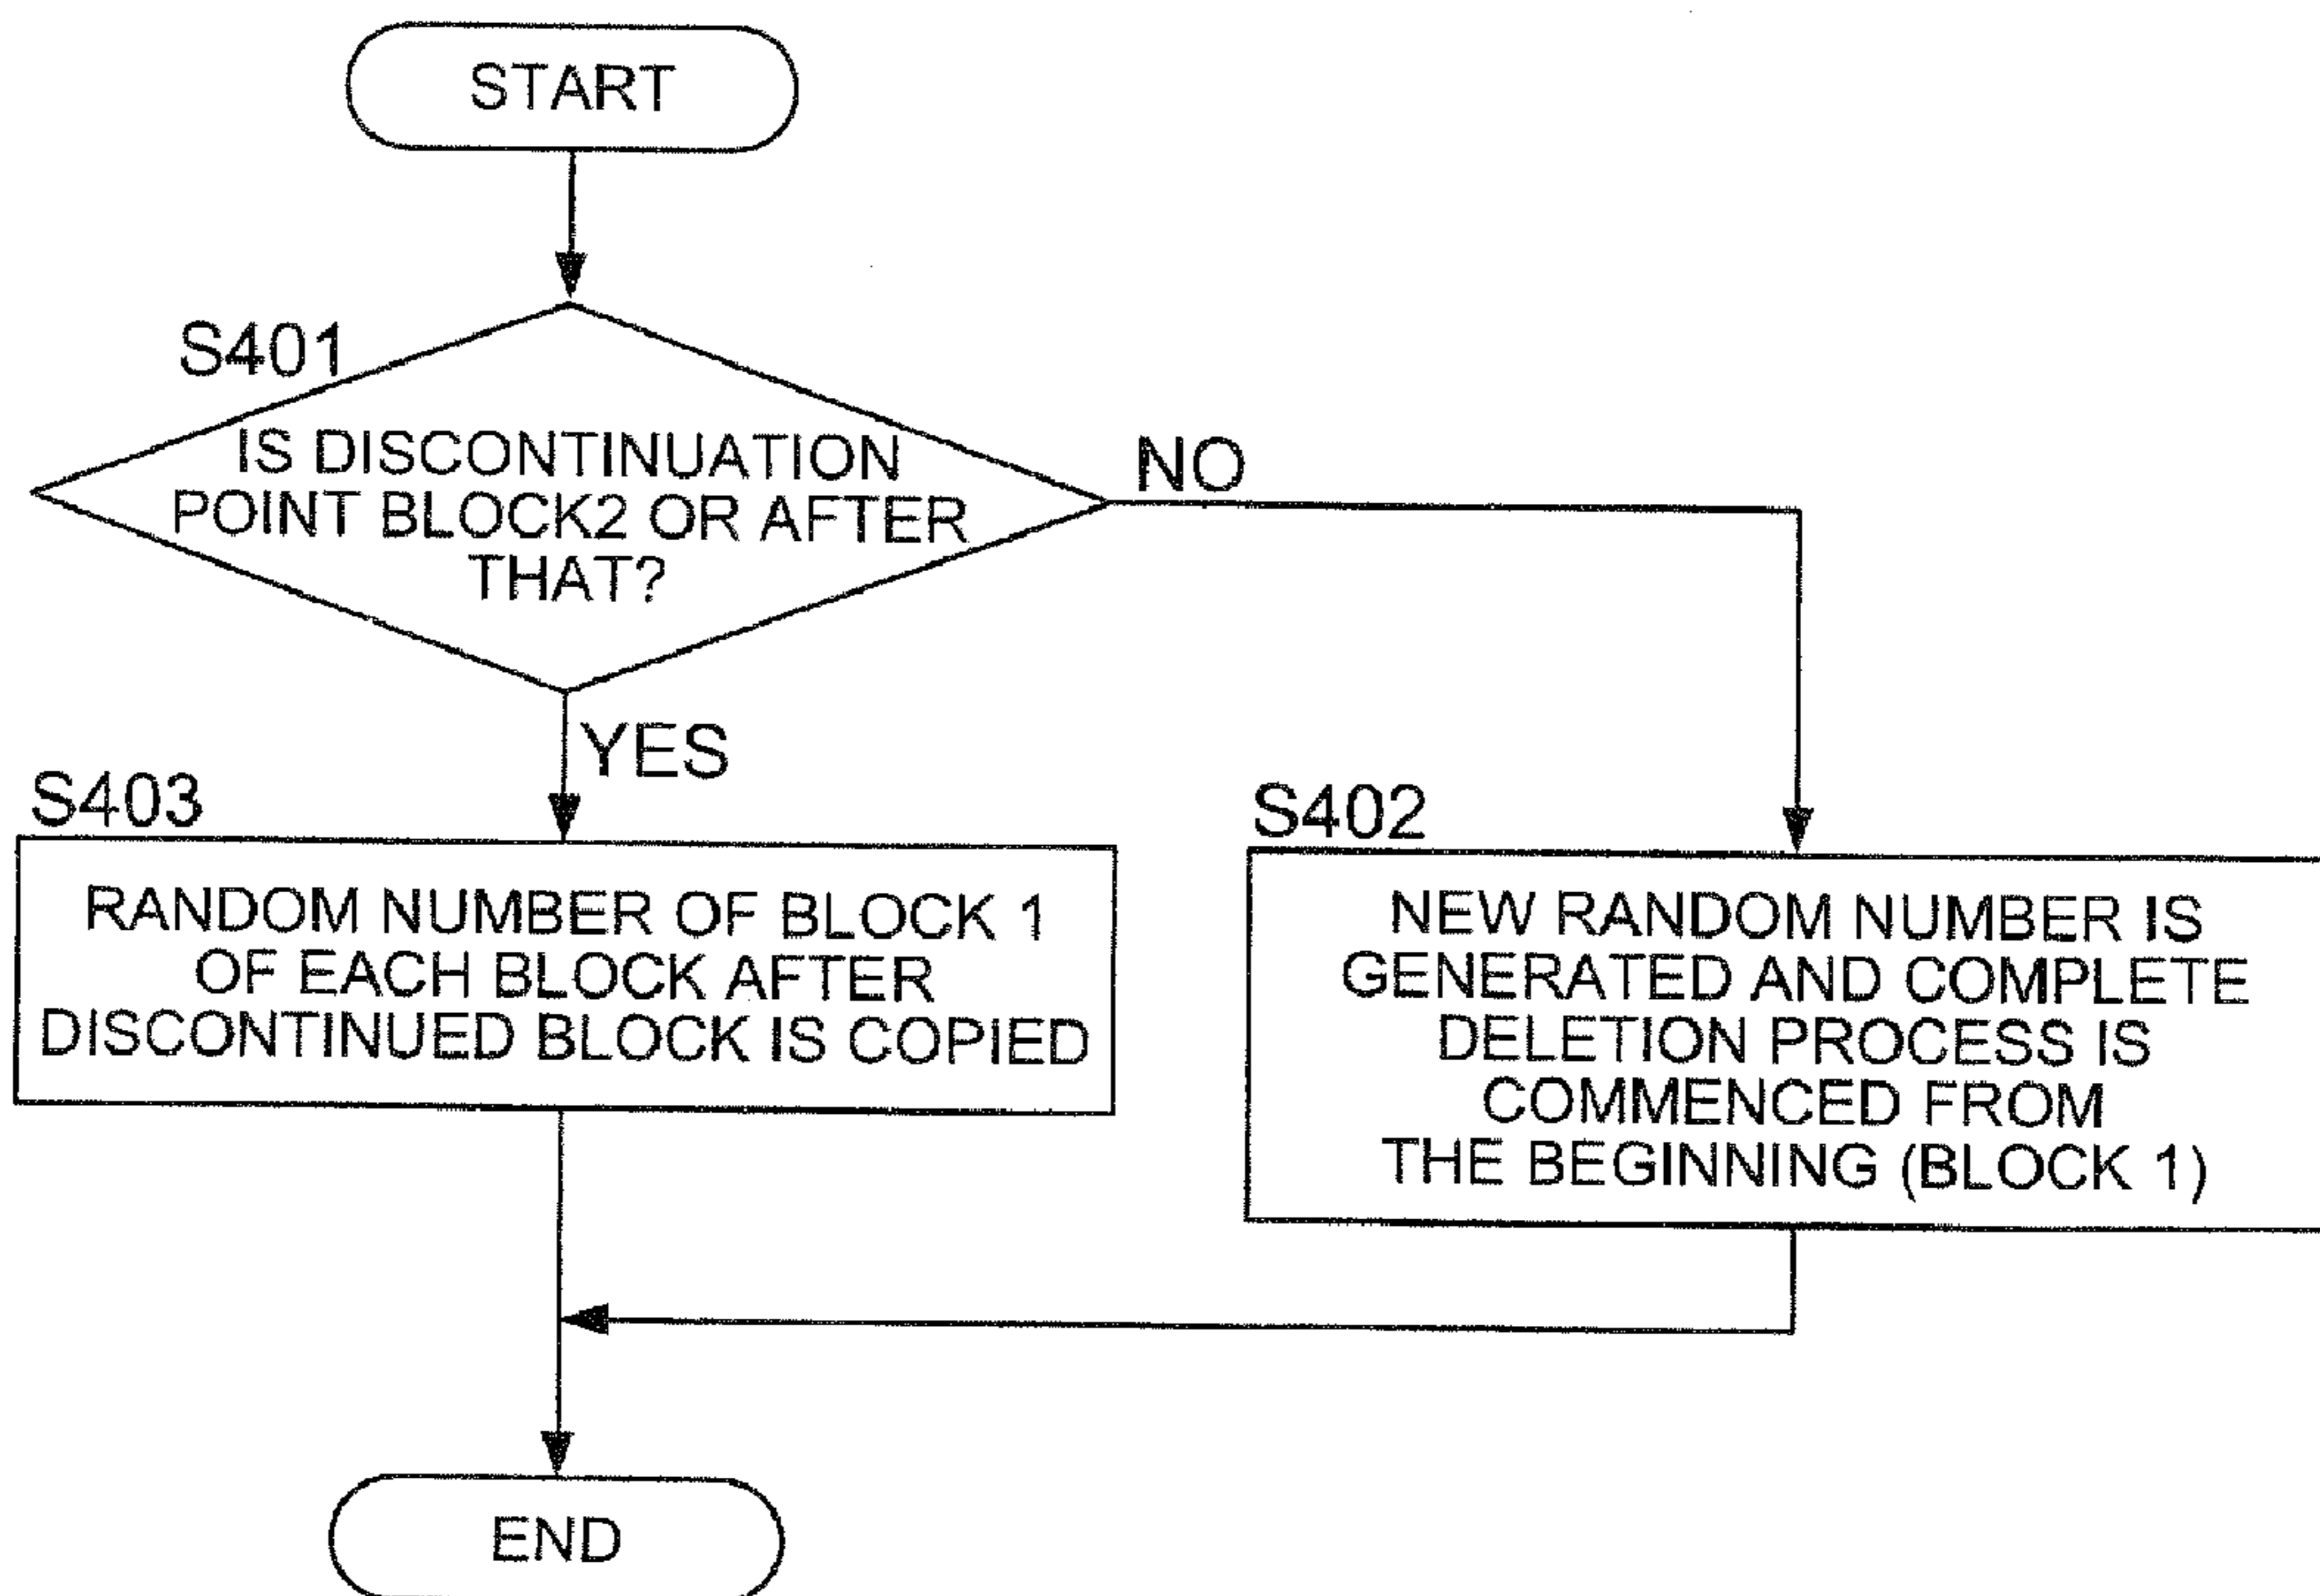 START
S401
IS DISCONTINUATION
POINT BLOCK2 OR AFTER
THAT?
NO
YES
S403
RANDOM NUMBER OF BLOCK 1
OF EACH BLOCK AFTER
DISCONTINUED BLOCK IS COPIED
S402
NEW RANDOM NUMBER IS
GENERATED AND COMPLETE
DELETION PROCESS IS
COMMENCED FROM
THE BEGINNING (BLOCK 1)
END